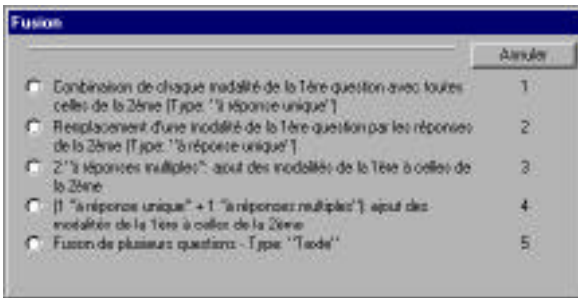 Fusion
Annuler
Combinaison de chaque modalité de la 1ère question avec toutes 1
celles de la 2ème (Type: "à réponse unique")
Remplacement d'une modalité de la 1ère question par les réponses 2
de la 2ème (Type: "à réponse unique")
2 "à réponses multiples": ajout des modalités de la 1ère à celles de 3
la 2ème
(1 "à réponse unique" + 1 "à réponses multiples"): ajout des 4
modalités de la 1ère à celles de la 2ème
Fusion de plusieurs questions - Type: "Texte" 5